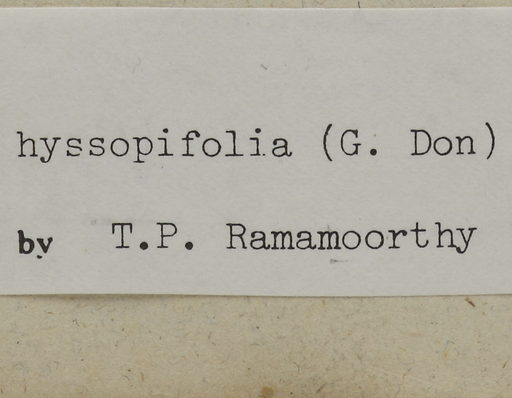 hyssopifolia (G. Don)
by T.P. Ramamoorthy